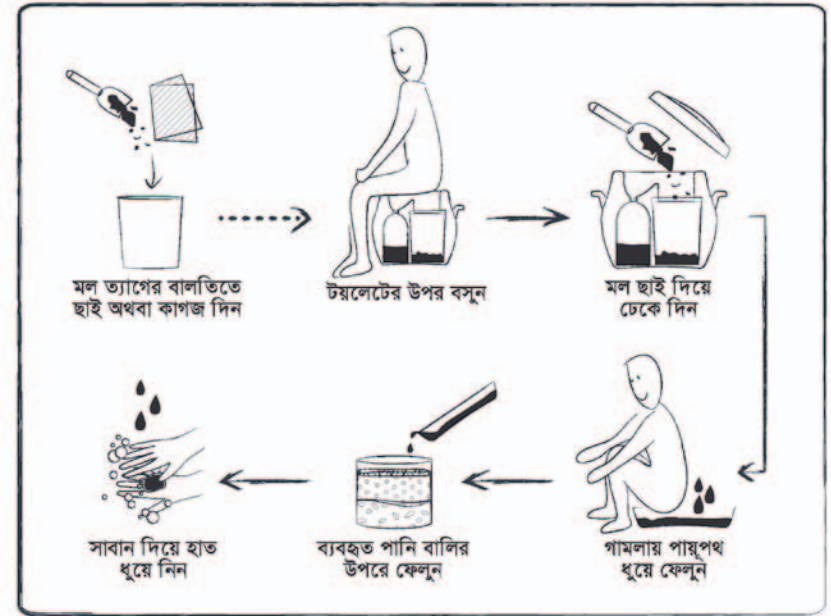 মল ত্যাগের বালতিতে
ছাই অথবা কাগজ দিন
টয়লেটের উপর বসুন
মল ছাই দিয়ে
ঢেকে দিন
গামলায় পায়ুপথ
ধুয়ে ফেলুন
ব্যবহৃত পানি বালির
উপরে ফেলুন
সাবান দিয়ে হাত
ধুয়ে নিন